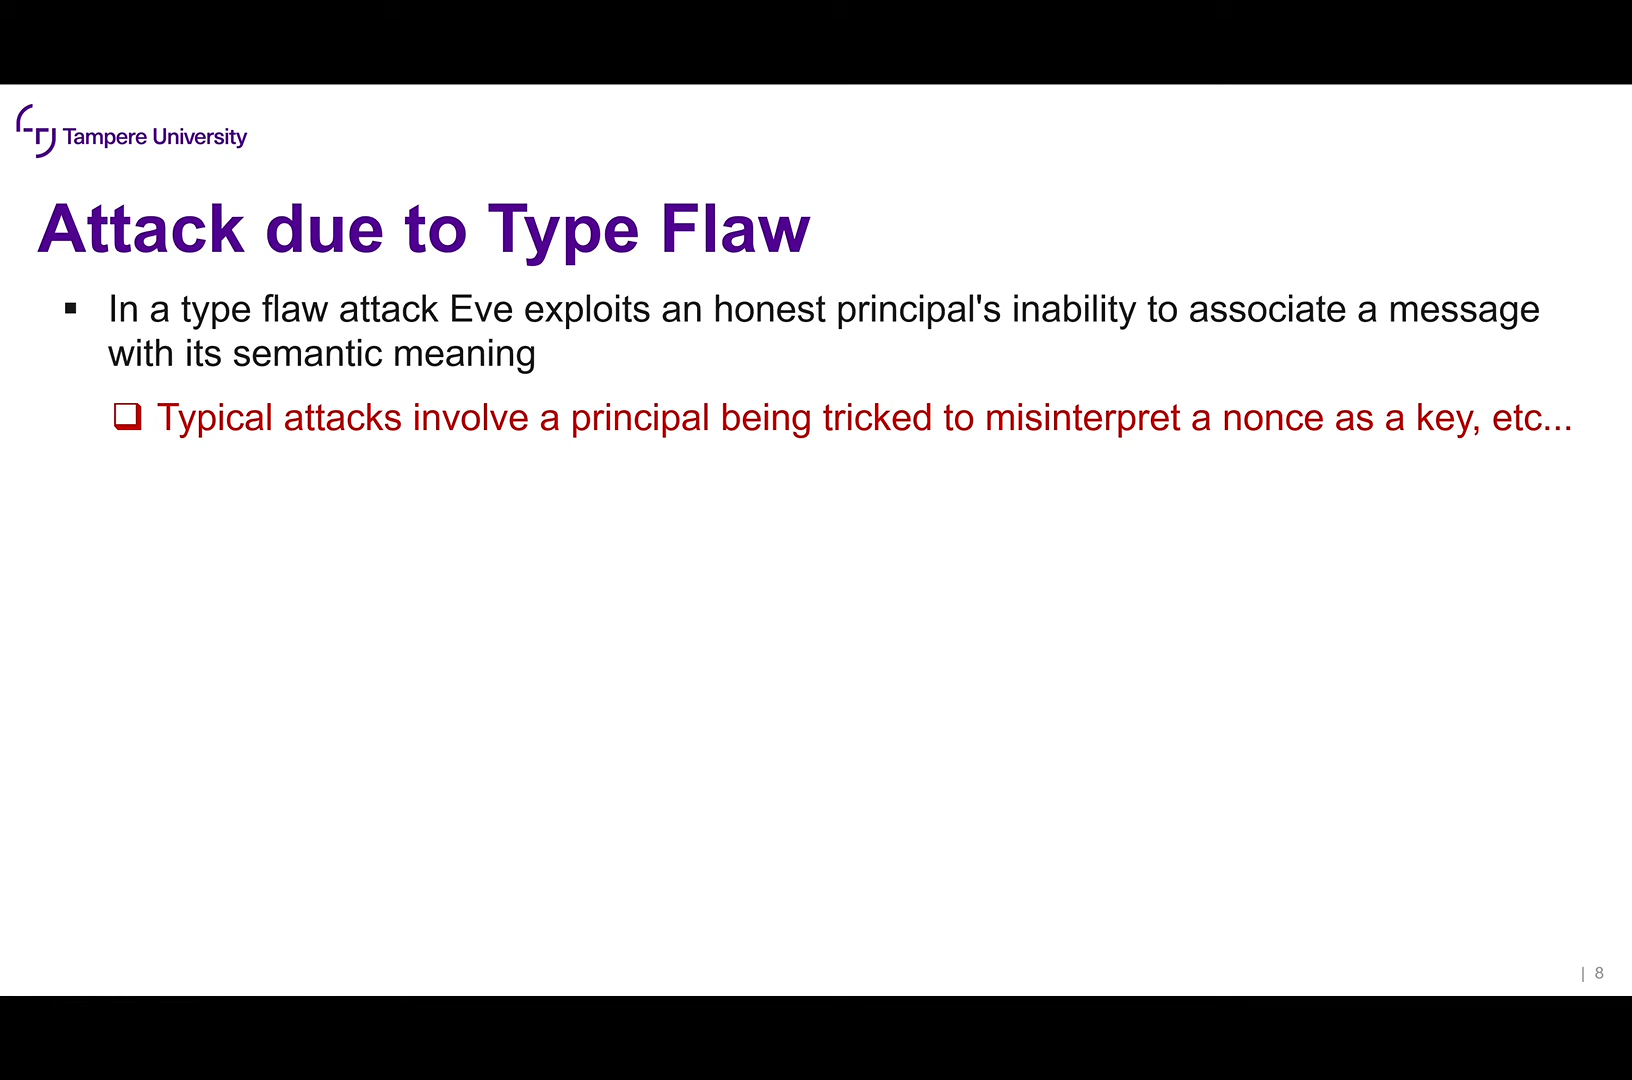 Tampere University
Attack due to Type Flaw
▪ In a type flaw attack Eve exploits an honest principal's inability to associate a message
with its semantic meaning
❑ Typical attacks involve a principal being tricked to misinterpret a nonce as a key, etc...
| 8